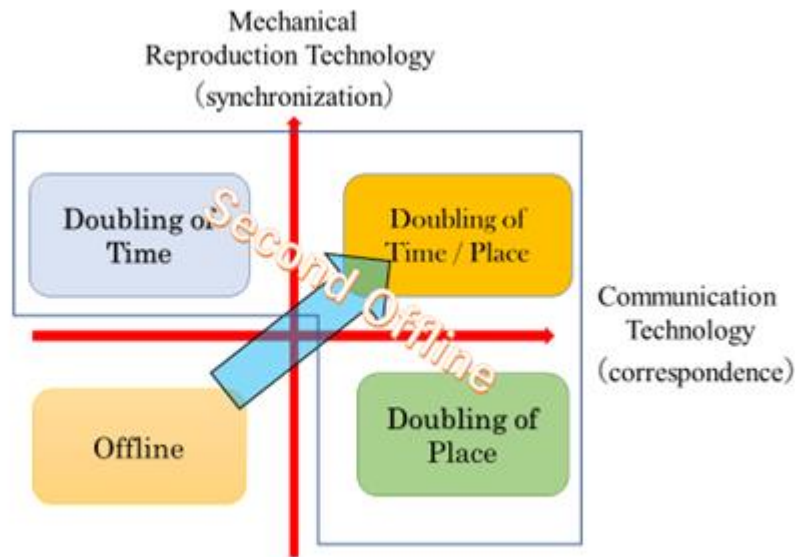 Mechanical
Reproduction Technology
(synchronization)
Doubling of
Time
Doubling of
Time / Place
Second Offline
Communication
Technology
(correspondence)
Offline
Doubling of
Place